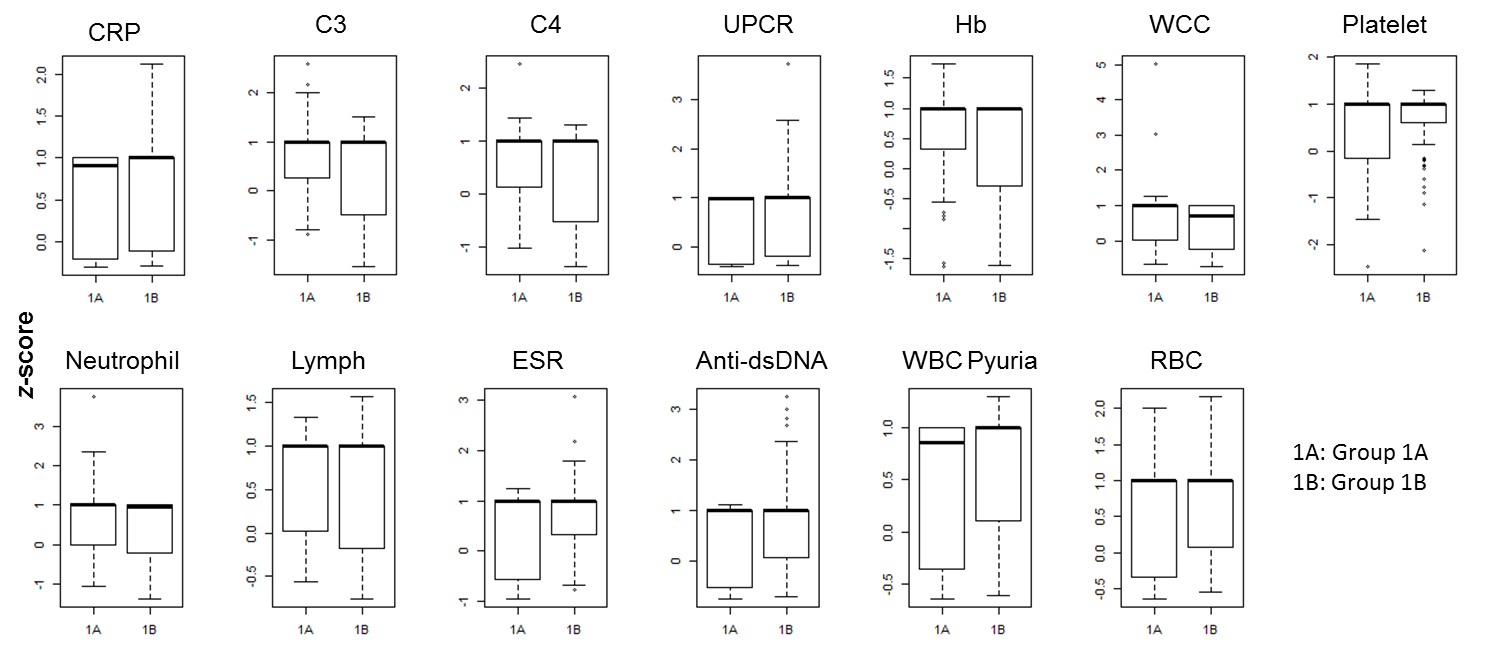 CRP
C3
C4
UPCR
Hb
WCC
Platelet
2.0
1.5
1.0
0.5
0.0
1A 1B
2
1
0
-1
1A 1B
2
1
0
-1
1A 1B
3
2
1
0
1A 1B
1.5
1.0
0.5
0.0
-0.5
-1.5
1A 1B
5
4
3
2
1
0
1A 1B
2
1
0
-1
-2
1A 1B
z-score
Neutrophil
Lymph
ESR
Anti-dsDNA
WBC Pyuria
RBC
3
2
1
0
-1
1A 1B
1.5
1.0
0.5
0.0
-0.5
1A 1B
3
2
1
0
-1
1A 1B
3
2
1
0
1A 1B
1.0
0.5
0.0
-0.5
1A 1B
2.0
1.5
1.0
0.5
0.0
-0.5
1A 1B
1A: Group 1A
1B: Group 1B